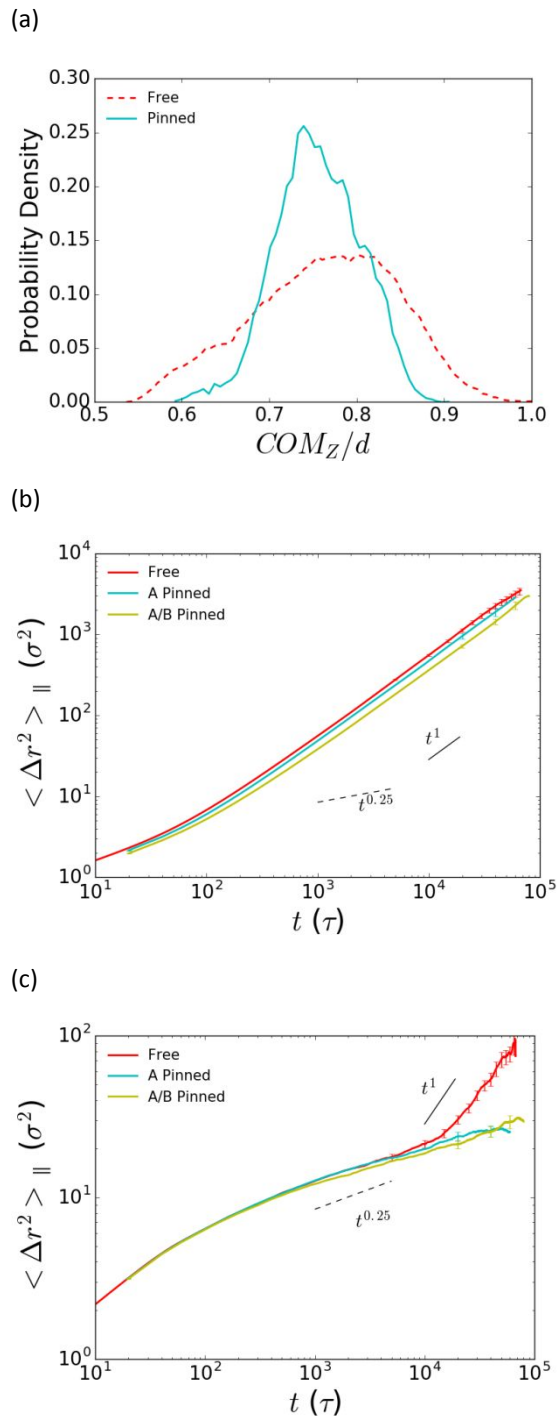 (a)
0.30
0.25
0.20
0.15
0.10
0.05
0.00
Probability Density
Free
Pinned
0.5 0.6 0.7 0.8 0.9 1.0
COM_Z/d
(b)
10^4
10^3
10^2
10^1
10^0
< Δr^2 >_∥ (σ^2)
Free
A Pinned
A/B Pinned
t^1
t^0.25
10^1 10^2 10^3 10^4 10^5
t (τ)
(c)
10^2
10^1
10^0
< Δr^2 >_∥ (σ^2)
Free
A Pinned
A/B Pinned
t^1
t^0.25
10^1 10^2 10^3 10^4 10^5
t (τ)